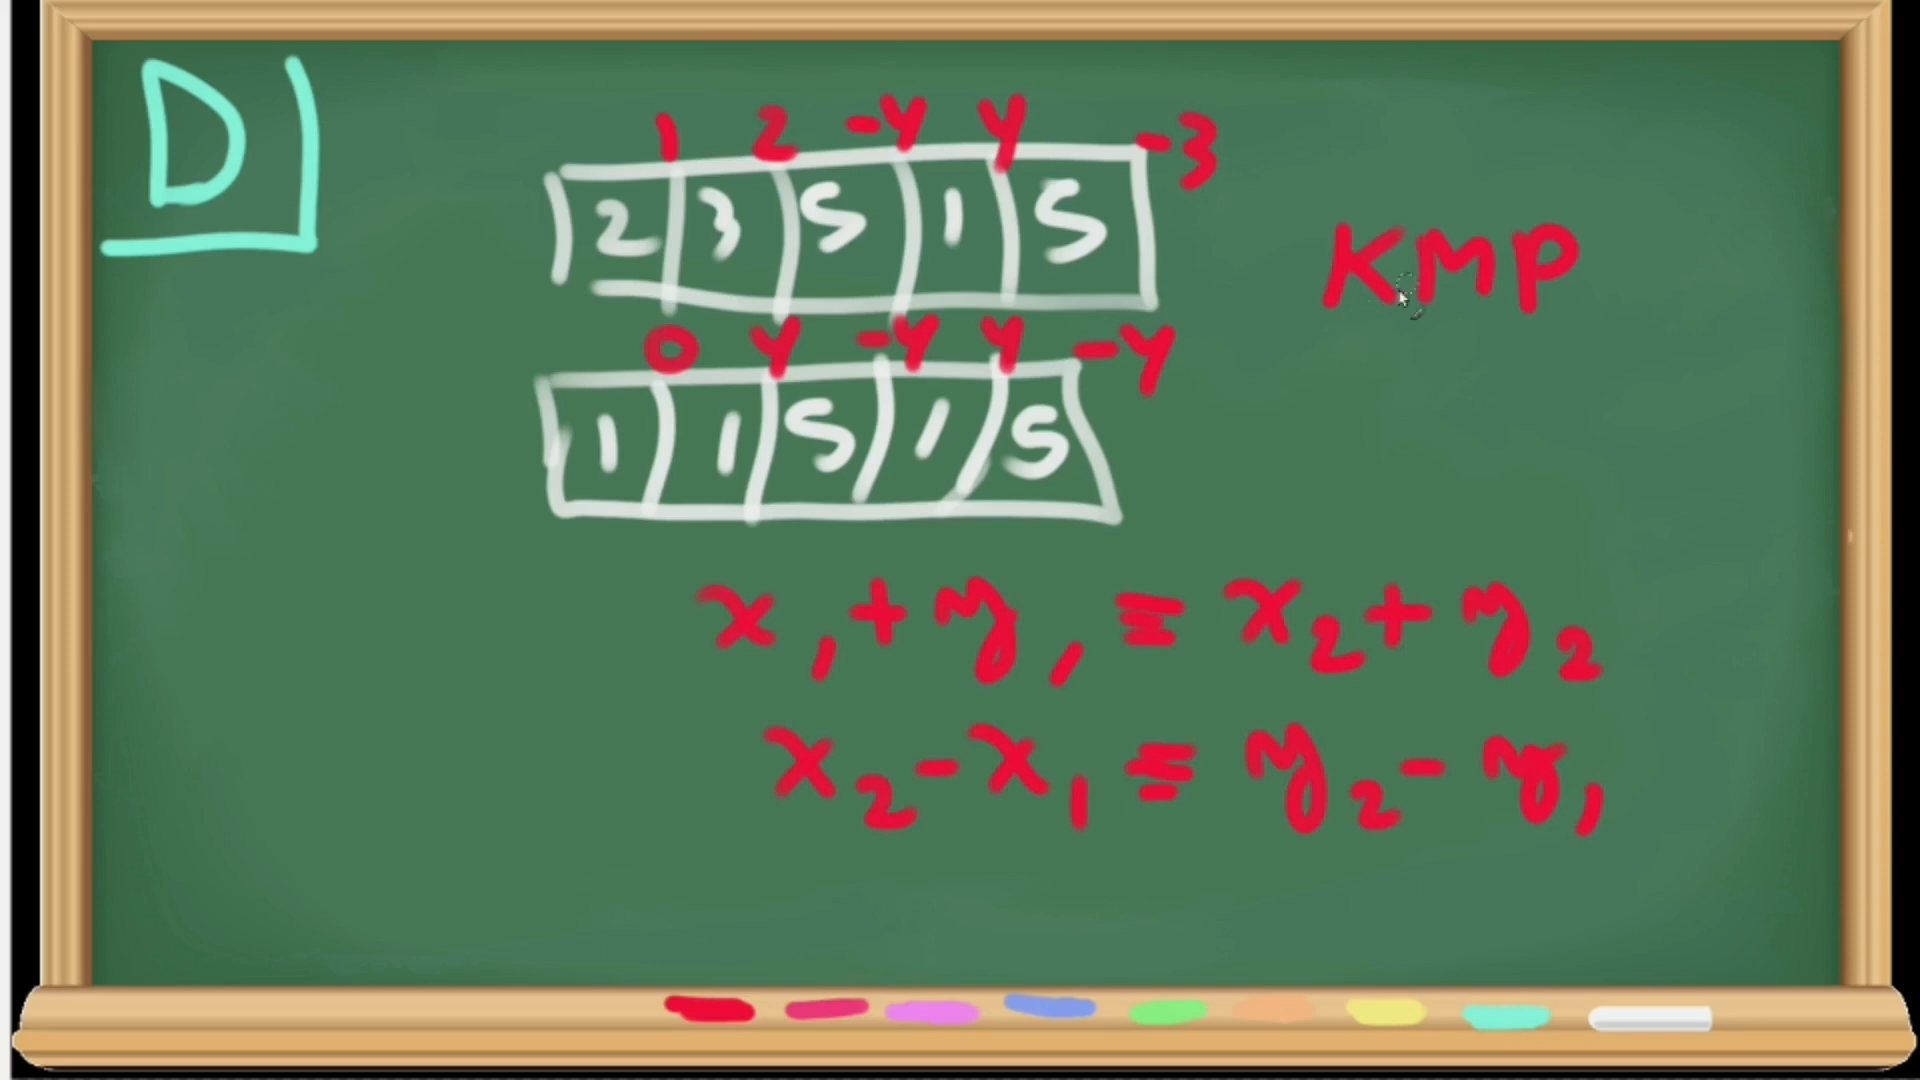 D
1 2 -4 4 -3
2 3 5 1 5
KMP
0 4 -4 4 -4
1 1 5 1 5
x₁+y₁ ≡ x₂+y₂
x₂-x₁ ≡ y₂-y₁